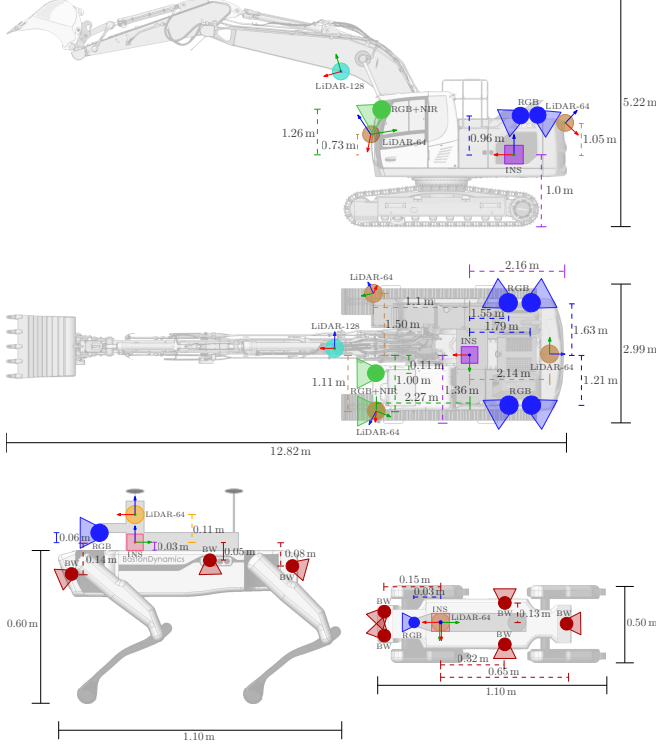 LiDAR-128
RGB+NIR
LiDAR-64
RGB
LiDAR-64
INS
1.26 m
0.73 m
0.96 m
1.05 m
1.0 m
5.22 m
LiDAR-64
RGB
2.16 m
1.1 m
1.55 m
1.50 m
1.79 m
1.63 m
LiDAR-128
INS
LiDAR-64
0.11 m
1.11 m
1.00 m
RGB+NIR
1.36 m
2.14 m
2.27 m
1.21 m
2.99 m
RGB
LiDAR-64
12.82 m
LiDAR-64
0.11 m
0.06 m
RGB
INS
0.03 m
BostonDynamics
BW
0.05 m
BW
0.08 m
BW
0.14 m
0.60 m
1.10 m
0.15 m
BW
0.03 m
INS
LiDAR-64
BW
0.13 m
BW
RGB
BW
BW
0.50 m
0.32 m
0.65 m
1.10 m